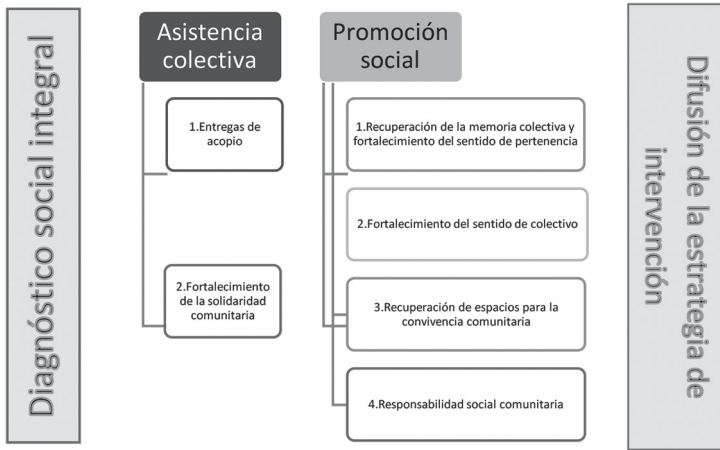 Diagnóstico social integral
Asistencia
colectiva
1.Entregas de
acopio
2.Fortalecimiento
de la solidaridad
comunitaria
Promoción
social
1.Recuperación de la memoria colectiva y
fortalecimiento del sentido de pertenencia
2.Fortalecimiento del sentido de colectivo
3.Recuperación de espacios para la
convivencia comunitaria
4.Responsabilidad social comunitaria
Difusión de la estrategia de
intervención